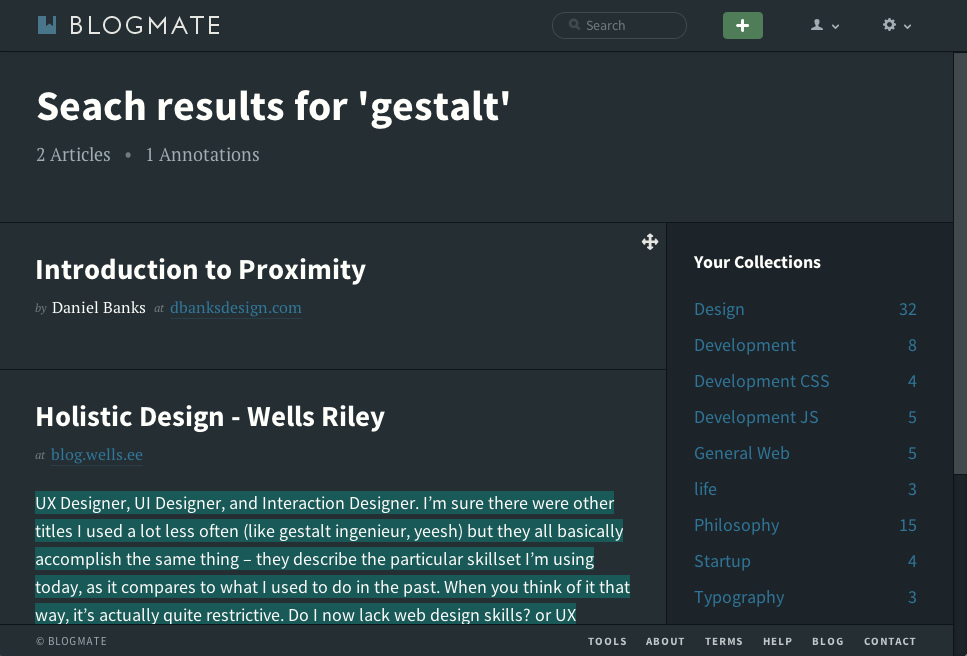 BLOGMATE
Search
Seach results for 'gestalt'
2 Articles • 1 Annotations
Introduction to Proximity
by Daniel Banks at dbanksdesign.com
Holistic Design - Wells Riley
at blog.wells.ee
UX Designer, UI Designer, and Interaction Designer. I’m sure there were other
titles I used a lot less often (like gestalt ingenieur, yeesh) but they all basically
accomplish the same thing – they describe the particular skillset I’m using
today, as it compares to what I used to do in the past. When you think of it that
way, it’s actually quite restrictive. Do I now lack web design skills? or UX
Your Collections
Design 32
Development 8
Development CSS 4
Development JS 5
General Web 5
life 3
Philosophy 15
Startup 4
Typography 3
© BLOGMATE
TOOLS ABOUT TERMS HELP BLOG CONTACT